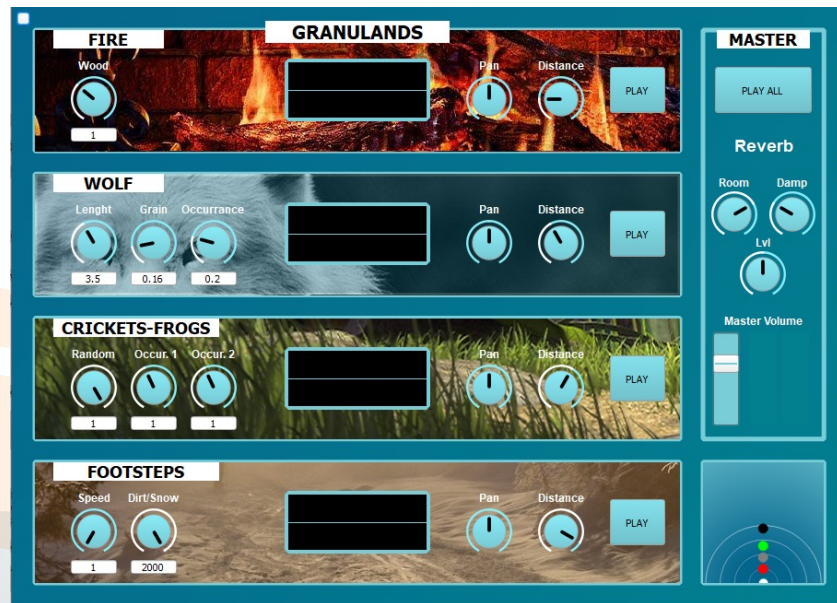 GRANULANDS
FIRE
Wood
Pan
Distance
PLAY
1
WOLF
Lenght
Grain
Occurrance
Pan
Distance
PLAY
3.5
0.16
0.2
CRICKETS-FROGS
Random
Occur. 1
Occur. 2
Pan
Distance
PLAY
1
1
1
FOOTSTEPS
Speed
Dirt/Snow
Pan
Distance
PLAY
1
2000
MASTER
PLAY ALL
Reverb
Room
Damp
Lvl
Master Volume